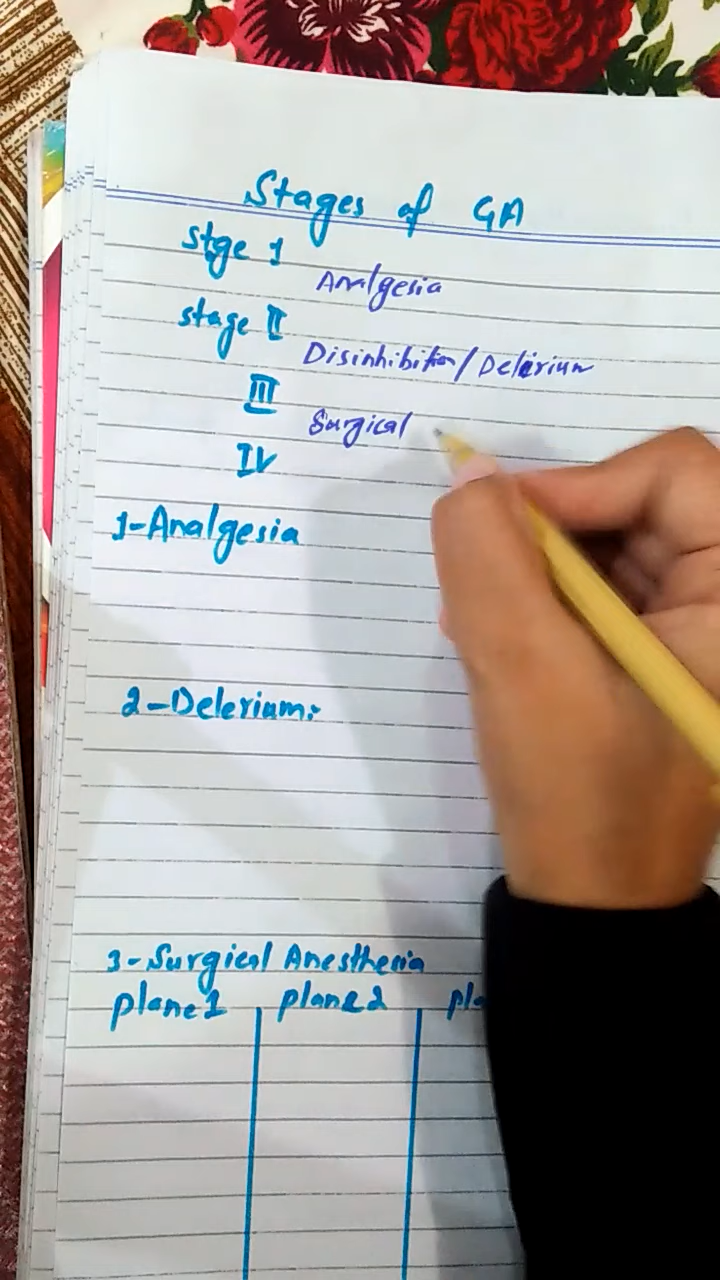 Stages of GA
stge 1
Analgesia
stage II
Disinhibition/Delirium
III
Surgical
IV
1-Analgesia
2-Delerium:
3-Surgical Anesthesia
plane1 plane2